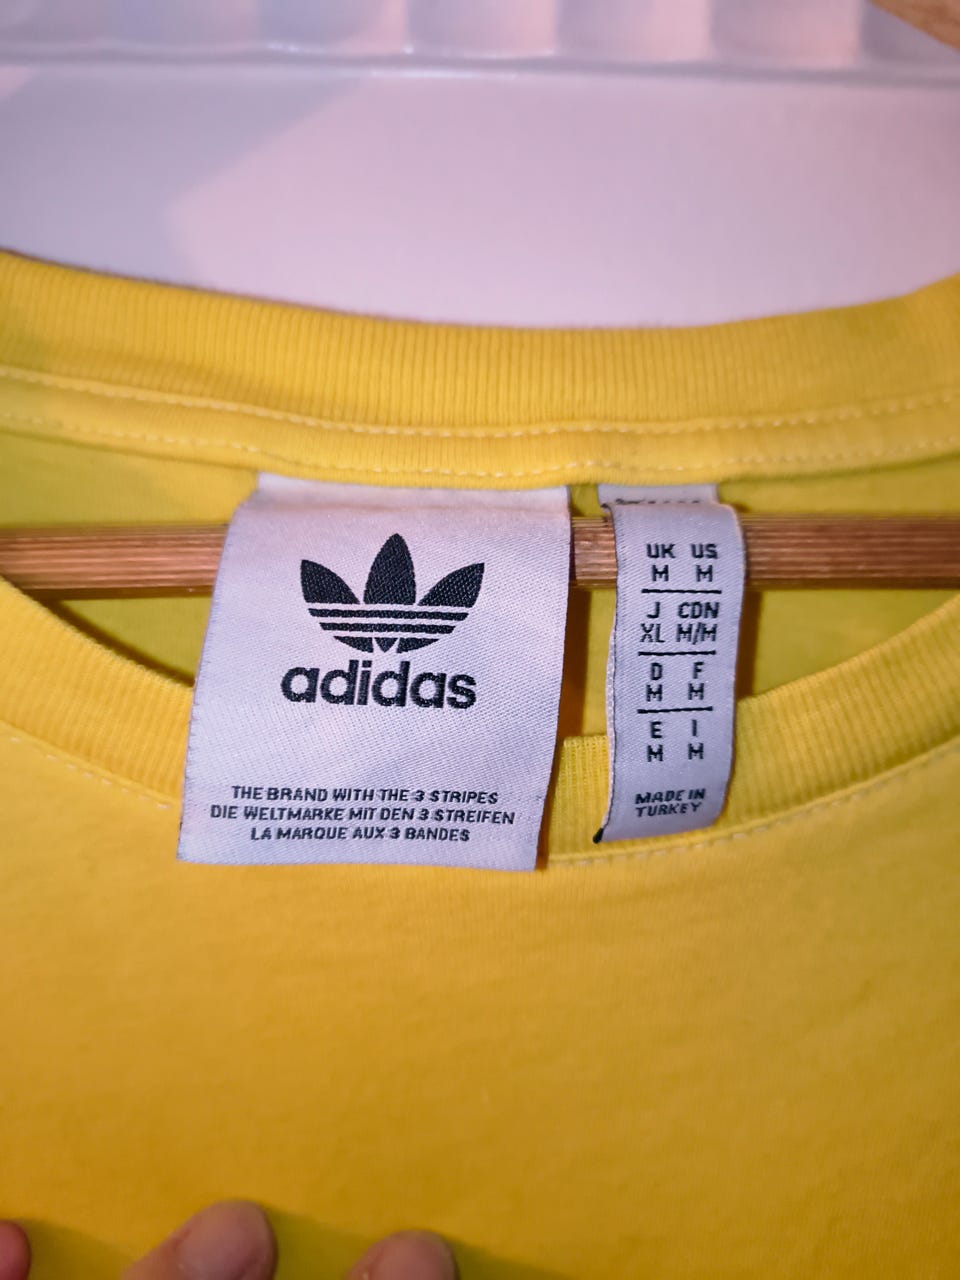 adidas
THE BRAND WITH THE 3 STRIPES
DIE WELTMARKE MIT DEN 3 STREIFEN
LA MARQUE AUX 3 BANDES
UK US
M M
J CDN
XL M/M
D F
M M
E I
M M
MADE IN
TURKEY